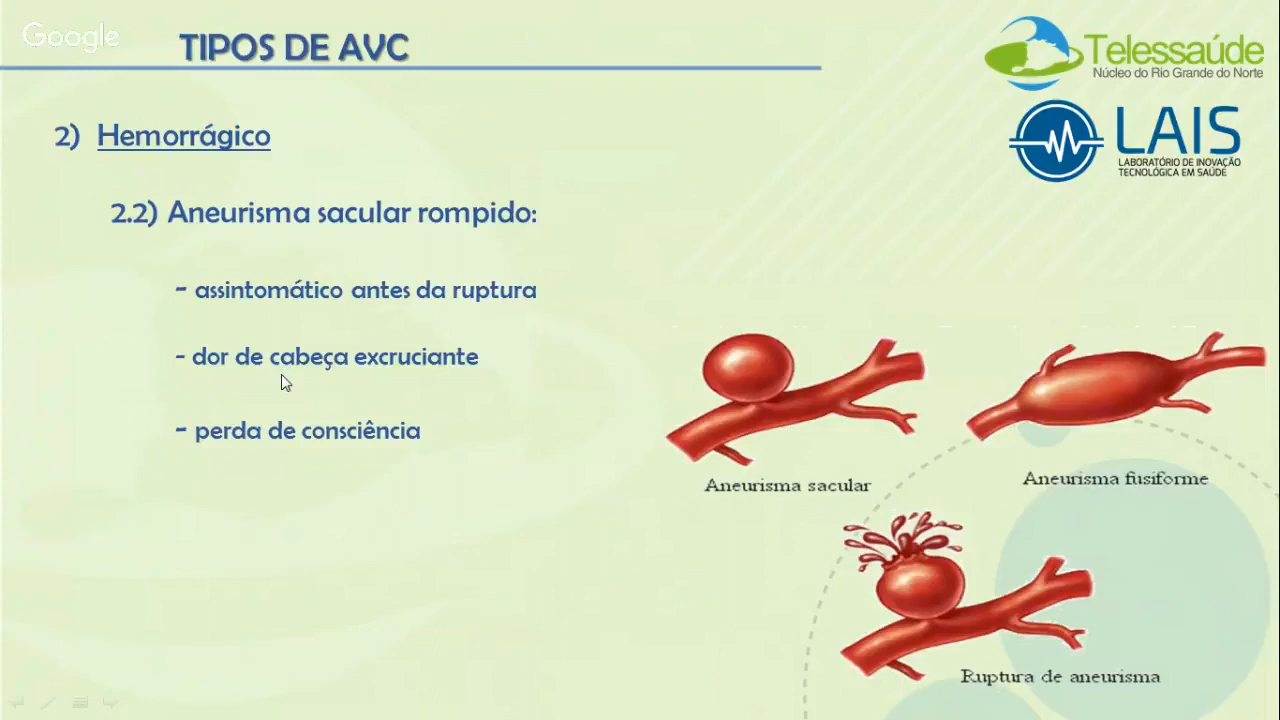 Google
TIPOS DE AVC
Telessaúde
Núcleo do Rio Grande do Norte
LAIS
LABORATÓRIO DE INOVAÇÃO
TECNOLÓGICA EM SAÚDE
2) Hemorrágico
2.2) Aneurisma sacular rompido:
- assintomático antes da ruptura
- dor de cabeça excruciante
- perda de consciência
Aneurisma sacular
Aneurisma fusiforme
Ruptura de aneurisma